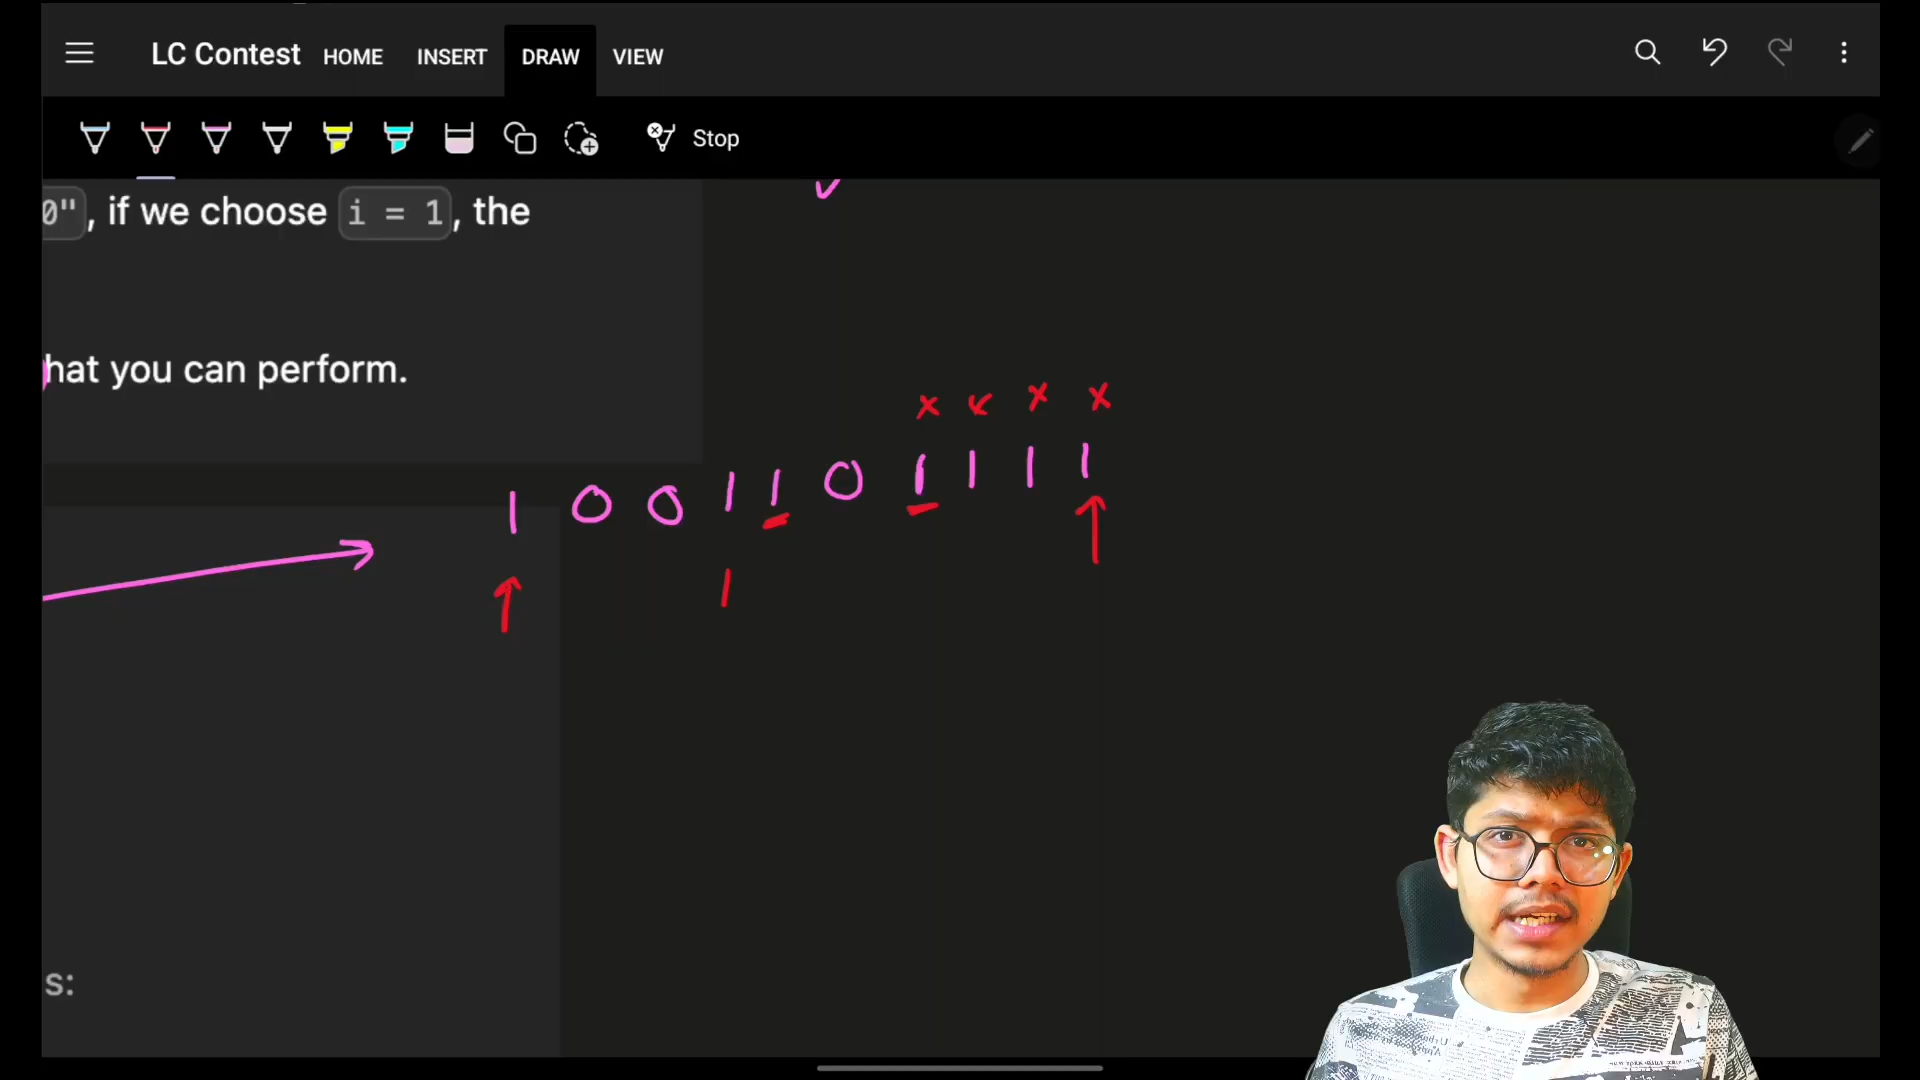 LC Contest HOME INSERT DRAW VIEW
Stop
0", if we choose i = 1, the
hat you can perform.
x x x x
1 0 0 1 1 0 1 1 1 1
1
s: